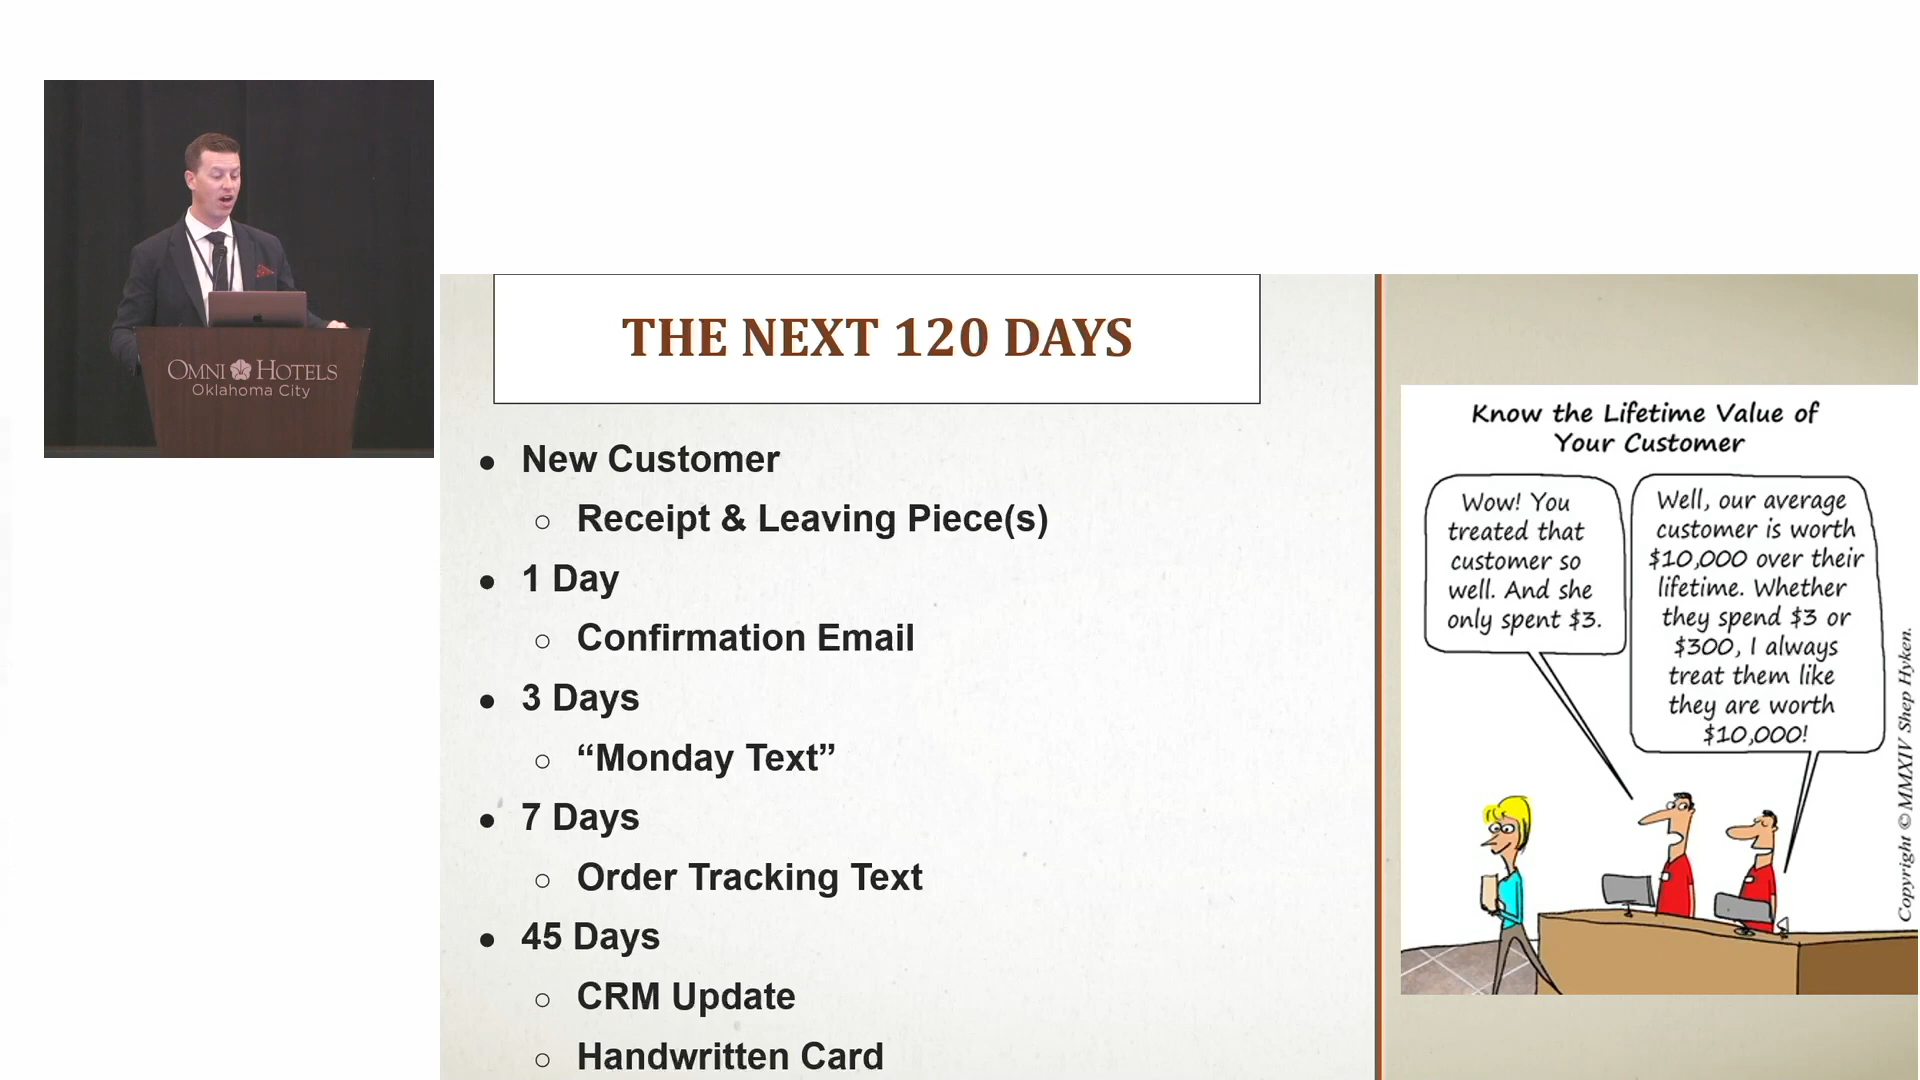 OMNI HOTELS
Oklahoma City
THE NEXT 120 DAYS
● New Customer
○ Receipt & Leaving Piece(s)
● 1 Day
○ Confirmation Email
● 3 Days
○ “Monday Text”
● 7 Days
○ Order Tracking Text
● 45 Days
○ CRM Update
○ Handwritten Card
Know the Lifetime Value of
Your Customer
Wow! You
treated that
customer so
well. And she
only spent $3.
Well, our average
customer is worth
$10,000 over their
lifetime. Whether
they spend $3 or
$300, I always
treat them like
they are worth
$10,000!
Copyright © MMXIV Shep Hyken.